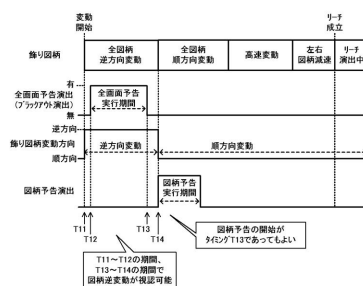 変動
開始
リーチ
成立
飾り図柄
全図柄
逆方向変動
全図柄
順方向変動
高速変動
左右
図柄減速
リーチ
演出中
全画面予告演出
(ブラックアウト演出)
有
無
全画面予告
実行期間
飾り図柄変動方向
逆方向
順方向
逆方向変動
順方向変動
図柄予告演出
図柄予告
実行期間
T11
T12
T13
T14
図柄予告の開始が
タイミングT13であってもよい
T11～T12の期間、
T13～T14の期間で
図柄逆変動が視認可能